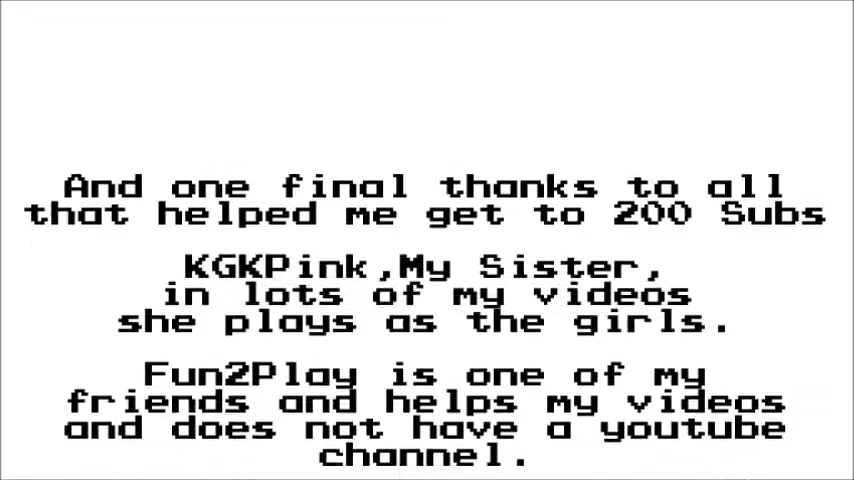 And one final thanks to all
that helped me get to 200 Subs
KGKPink,My Sister,
in lots of my videos
she plays as the girls.
Fun2Play is one of my
friends and helps my videos
and does not have a youtube
channel.